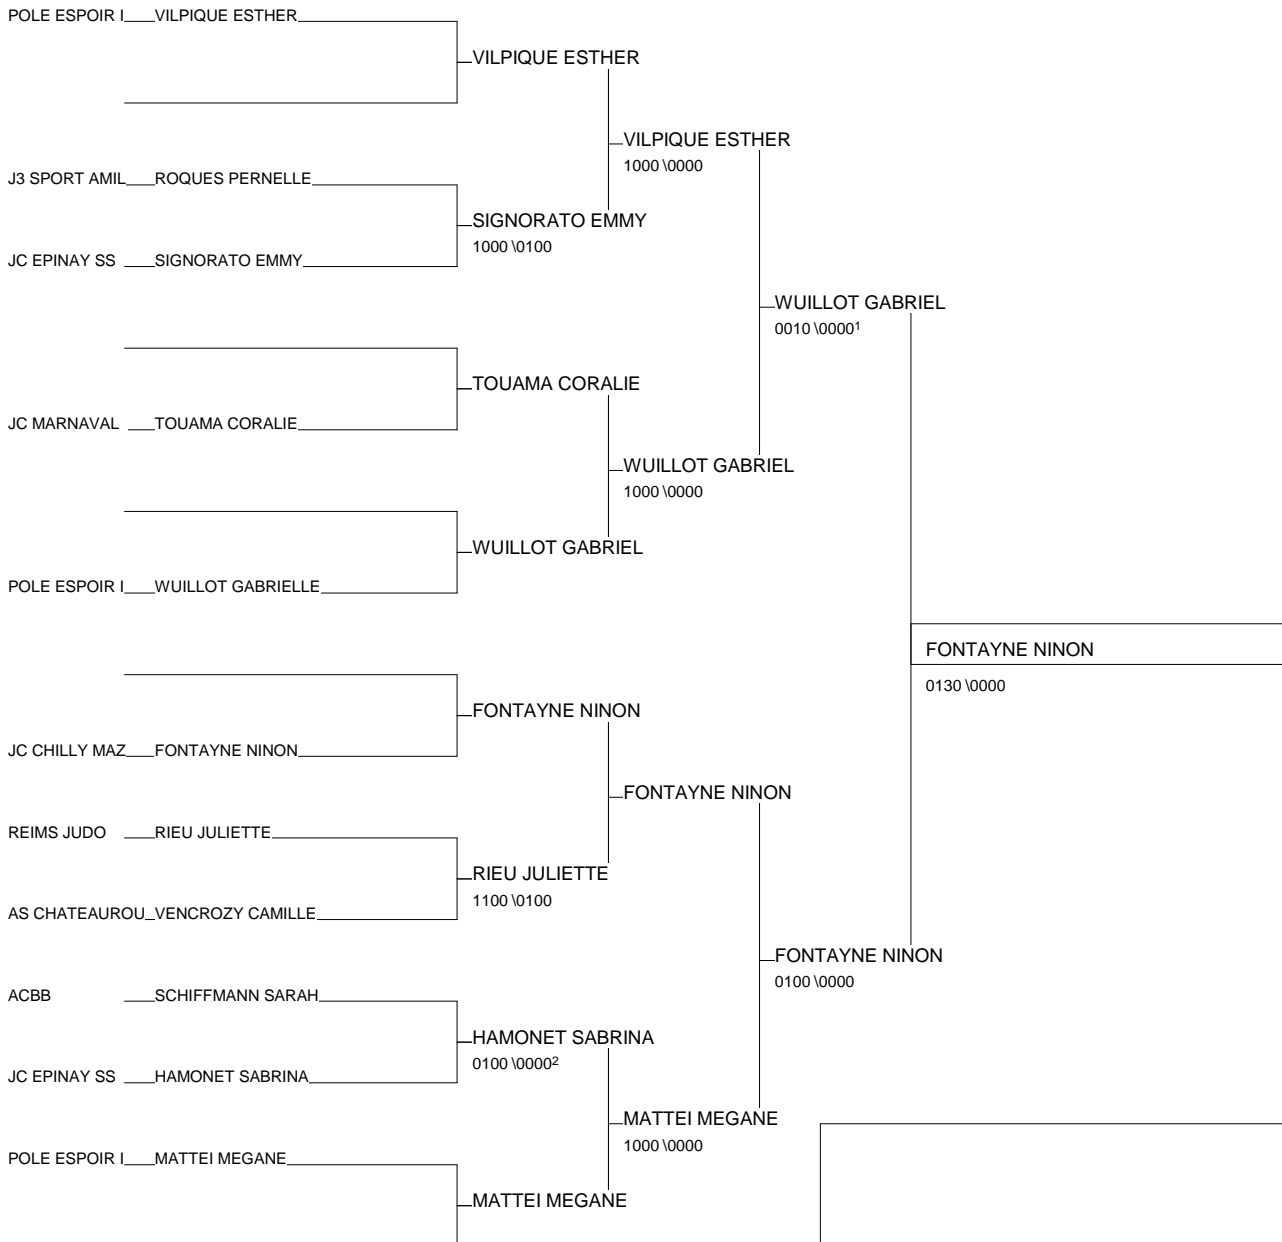 POLE ESPOIR I VILPIQUE ESTHER
VILPIQUE ESTHER
VILPIQUE ESTHER
1000 \0000
J3 SPORT AMIL ROQUES PERNELLE
SIGNORATO EMMY
1000 \0100
JC EPINAY SS SIGNORATO EMMY
WUILLOT GABRIEL
0010 \0000¹
TOUAMA CORALIE
JC MARNAVAL TOUAMA CORALIE
WUILLOT GABRIEL
1000 \0000
WUILLOT GABRIEL
POLE ESPOIR I WUILLOT GABRIELLE
FONTAYNE NINON
0130 \0000
FONTAYNE NINON
JC CHILLY MAZ FONTAYNE NINON
FONTAYNE NINON
REIMS JUDO RIEU JULIETTE
RIEU JULIETTE
1100 \0100
AS CHATEAUROU VENCROZY CAMILLE
FONTAYNE NINON
0100 \0000
ACBB SCHIFFMANN SARAH
HAMONET SABRINA
0100 \0000²
JC EPINAY SS HAMONET SABRINA
MATTEI MEGANE
1000 \0000
POLE ESPOIR I MATTEI MEGANE
MATTEI MEGANE